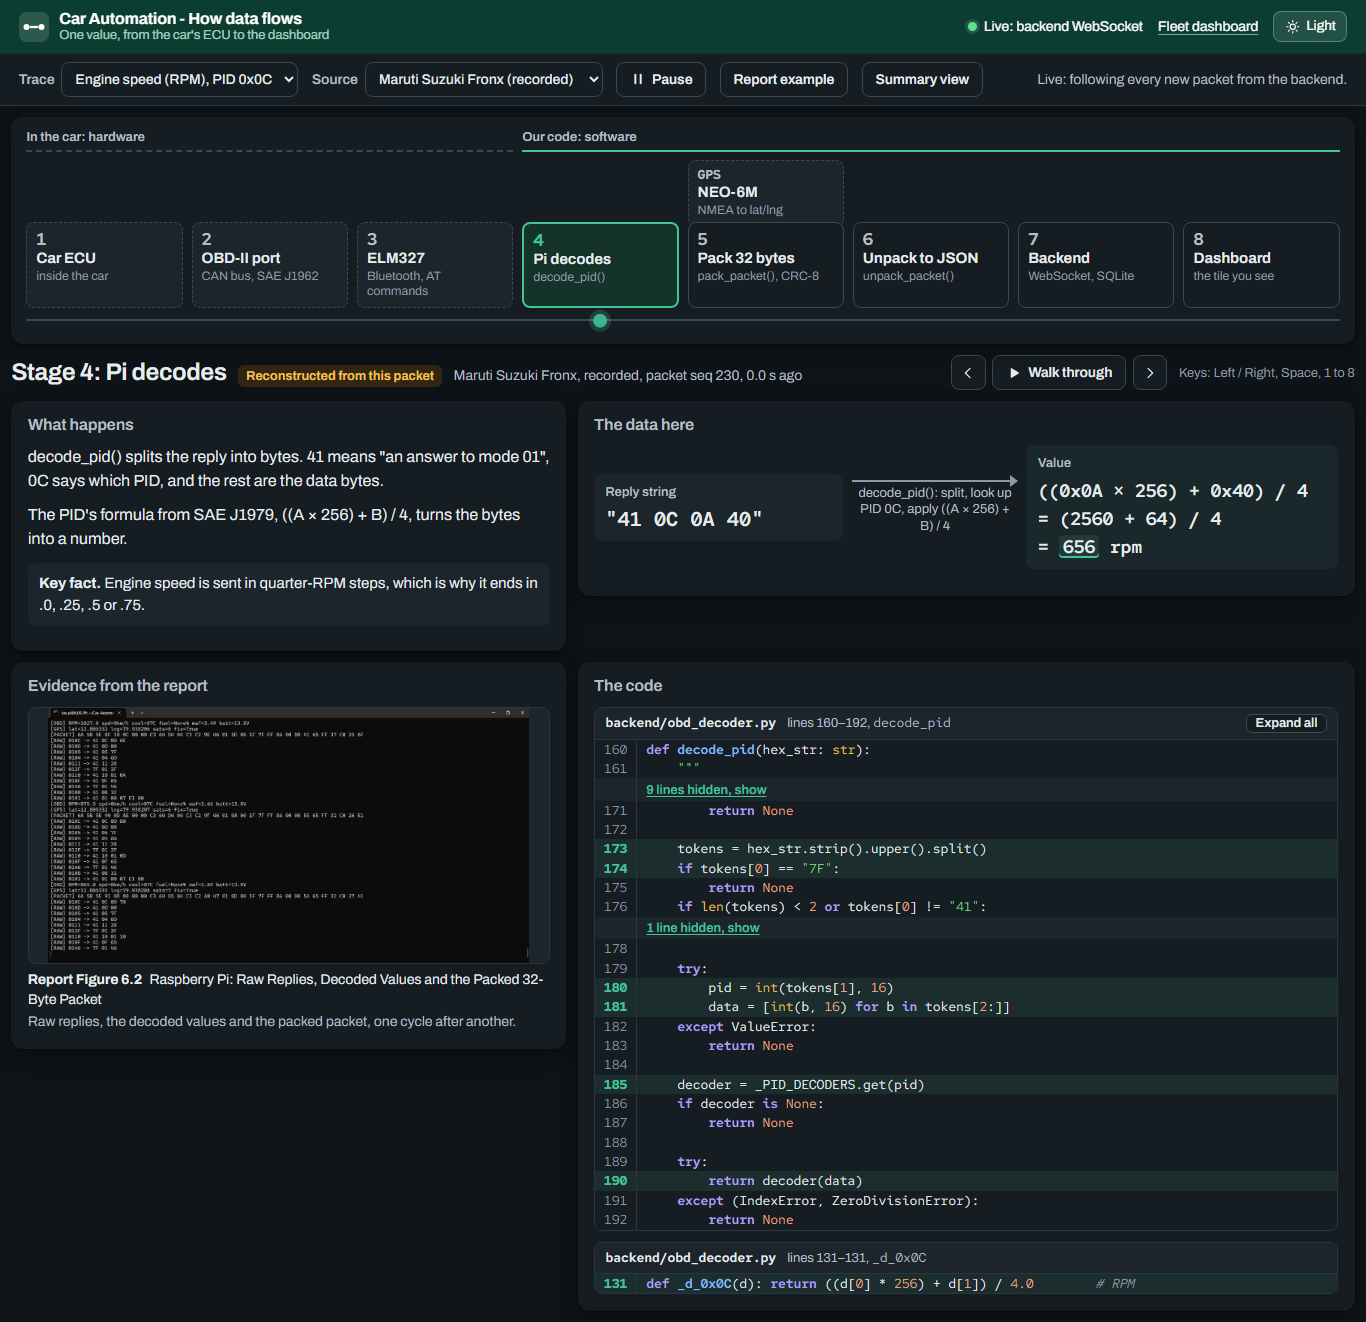 Car Automation - How data flows
One value, from the car's ECU to the dashboard
Live: backend WebSocket
Fleet dashboard
Light
Trace
Engine speed (RPM), PID 0x0C
Source
Maruti Suzuki Fronx (recorded)
Pause
Report example
Summary view
Live: following every new packet from the backend.
In the car: hardware
Our code: software
GPS
NEO-6M
NMEA to lat/lng
1
Car ECU
inside the car
2
OBD-II port
CAN bus, SAE J1962
3
ELM327
Bluetooth, AT
commands
4
Pi decodes
decode_pid()
5
Pack 32 bytes
pack_packet(), CRC-8
6
Unpack to JSON
unpack_packet()
7
Backend
WebSocket, SQLite
8
Dashboard
the tile you see
Stage 4: Pi decodes
Reconstructed from this packet
Maruti Suzuki Fronx, recorded, packet seq 230, 0.0 s ago
Walk through
Keys: Left / Right, Space, 1 to 8
What happens
decode_pid() splits the reply into bytes. 41 means "an answer to mode 01",
0C says which PID, and the rest are the data bytes.
The PID's formula from SAE J1979, ((A × 256) + B) / 4, turns the bytes
into a number.
Key fact. Engine speed is sent in quarter-RPM steps, which is why it ends in
.0, .25, .5 or .75.
The data here
Reply string
"41 0C 0A 40"
decode_pid(): split, look up
PID 0C, apply ((A × 256) +
B) / 4
Value
((0x0A × 256) + 0x40) / 4
= (2560 + 64) / 4
= 656 rpm
Evidence from the report
Report Figure 6.2 Raspberry Pi: Raw Replies, Decoded Values and the Packed 32-
Byte Packet
Raw replies, the decoded values and the packed packet, one cycle after another.
The code
backend/obd_decoder.py lines 160–192, decode_pid
Expand all
160 def decode_pid(hex_str: str):
161 """
9 lines hidden, show
171 return None
172
173 tokens = hex_str.strip().upper().split()
174 if tokens[0] == "7F":
175 return None
176 if len(tokens) < 2 or tokens[0] != "41":
1 line hidden, show
178
179 try:
180 pid = int(tokens[1], 16)
181 data = [int(b, 16) for b in tokens[2:]]
182 except ValueError:
183 return None
184
185 decoder = _PID_DECODERS.get(pid)
186 if decoder is None:
187 return None
188
189 try:
190 return decoder(data)
191 except (IndexError, ZeroDivisionError):
192 return None
backend/obd_decoder.py lines 131–131, _d_0x0C
131 def _d_0x0C(d): return ((d[0] * 256) + d[1]) / 4.0 # RPM